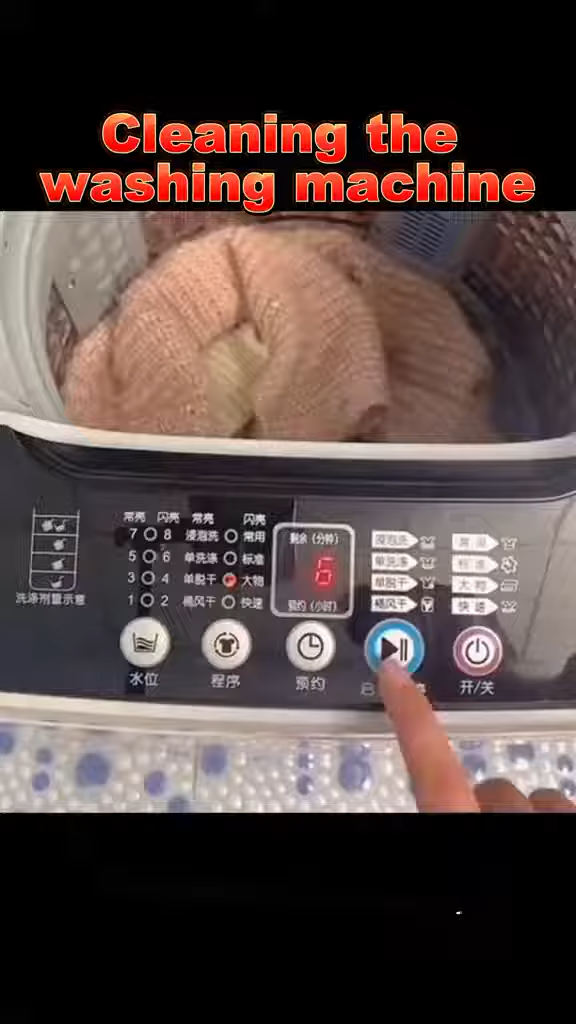 Cleaning the
washing machine
常亮 闪亮 常亮 闪亮
7 8 浸泡洗 常用
5 6 单洗涤 标准
3 4 单脱干 大物
1 2 桶风干 快速
洗涤剂量示意
剩余（分钟）
6
预约（小时）
浸泡洗 常用
单洗涤 标准
单脱干 大物
桶风干 快速
水位 程序 预约 启 开/关